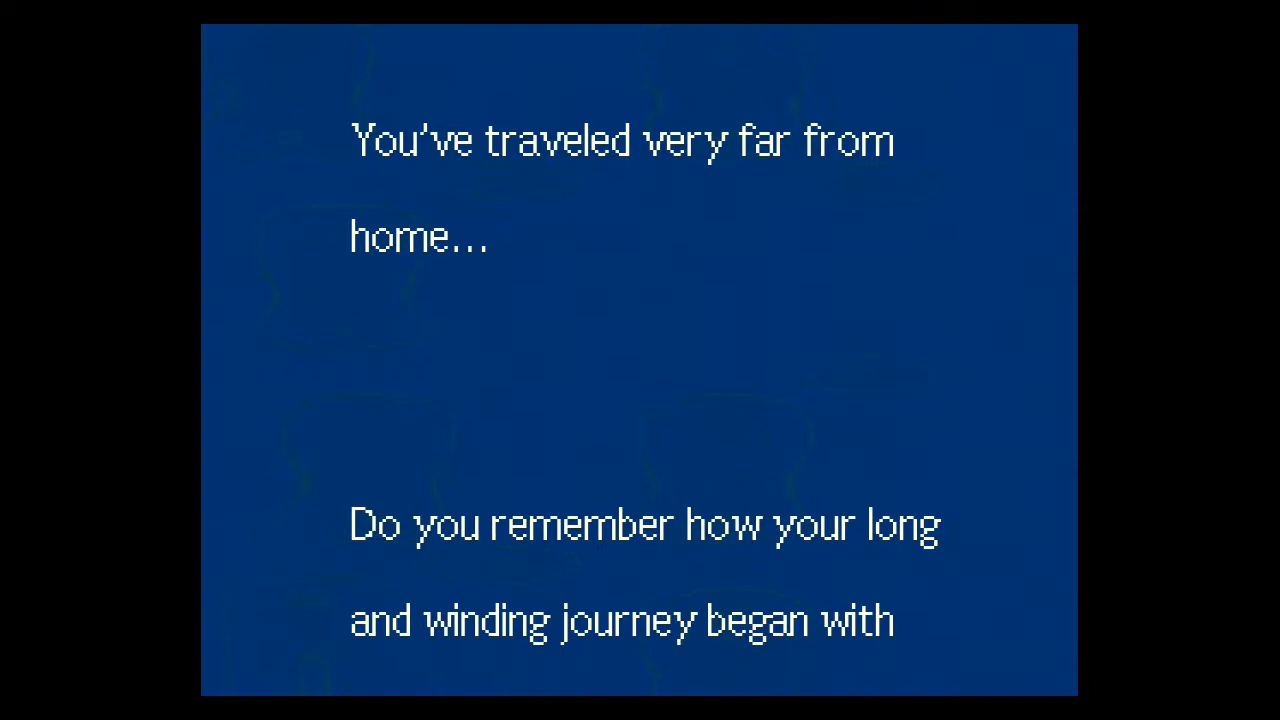 You've traveled very far from
home...
Do you remember how your long
and winding journey began with